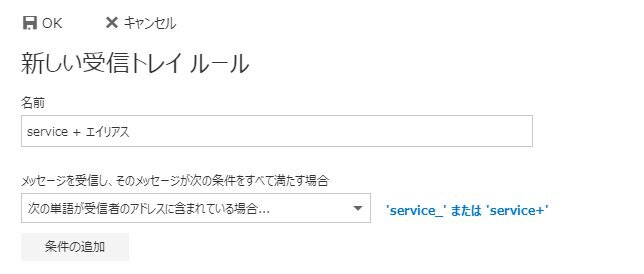 OK キャンセル
新しい受信トレイ ルール
名前
service + エイリアス
メッセージを受信し、そのメッセージが次の条件をすべて満たす場合
次の単語が受信者のアドレスに含まれている場合... 'service_' または 'service+'
条件の追加